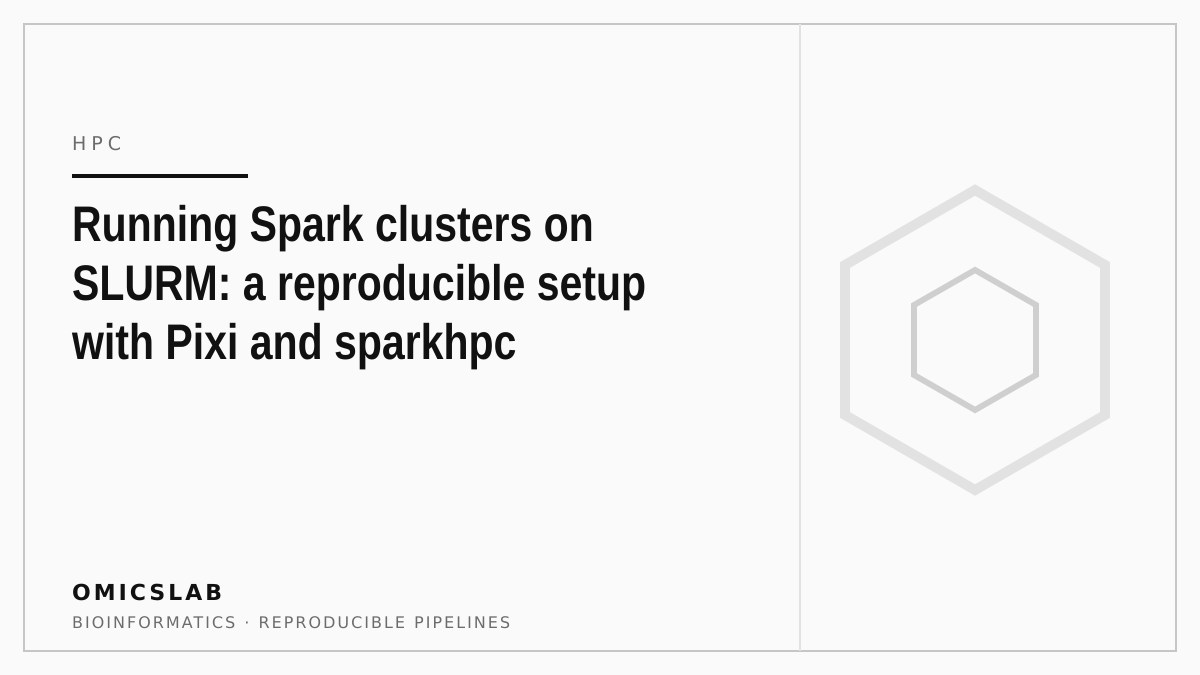 HPC
Running Spark clusters on
SLURM: a reproducible setup
with Pixi and sparkhpc
OMICSLAB
BIOINFORMATICS · REPRODUCIBLE PIPELINES